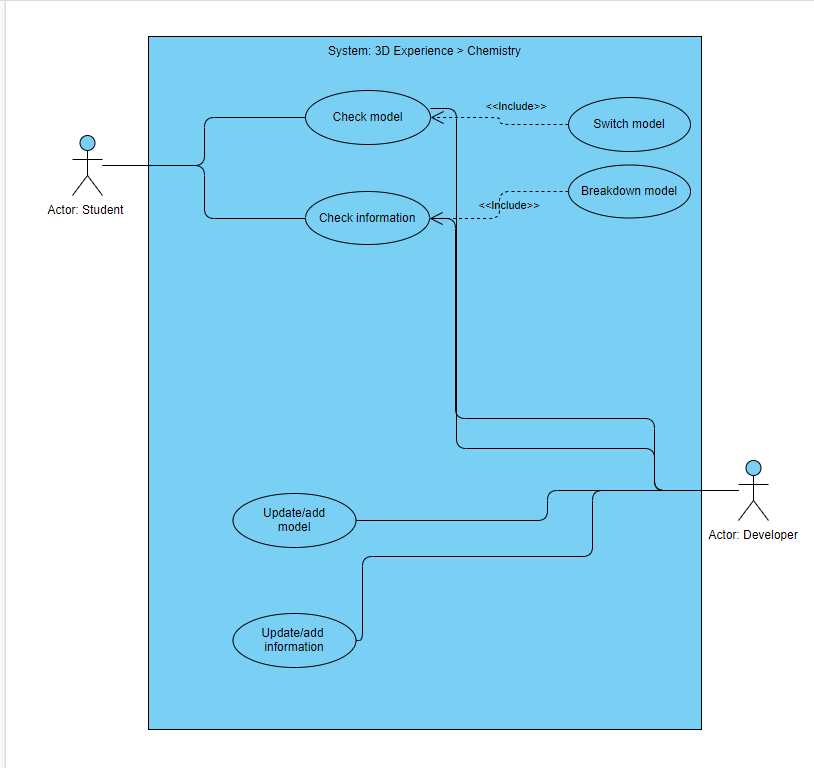 System: 3D Experience > Chemistry
Check model
<<Include>>
Switch model
Breakdown model
Actor: Student
Check information
<<Include>>
Update/add
model
Actor: Developer
Update/add
information